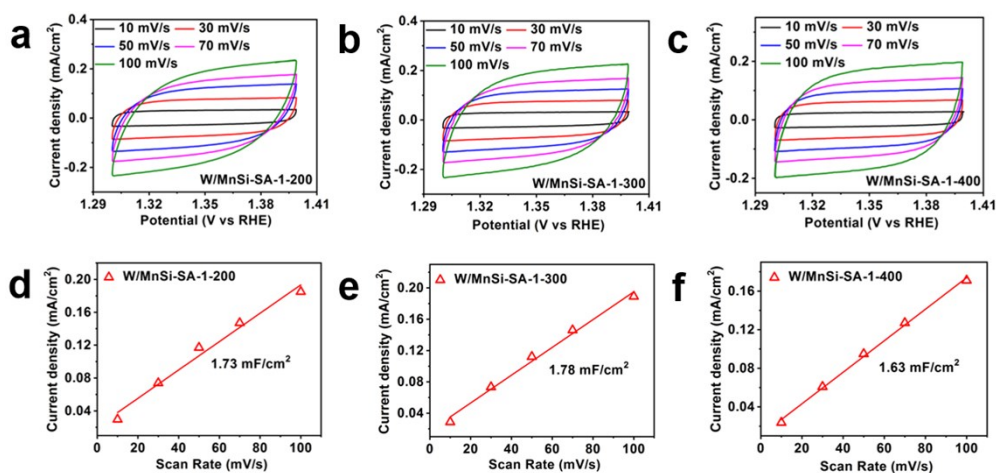 a
10 mV/s 30 mV/s
50 mV/s 70 mV/s
100 mV/s
W/MnSi-SA-1-200
Current density (mA/cm²)
0.4
0.2
0.0
-0.2
1.29 1.32 1.35 1.38 1.41
Potential (V vs RHE)
b
10 mV/s 30 mV/s
50 mV/s 70 mV/s
100 mV/s
W/MnSi-SA-1-300
Current density (mA/cm²)
0.4
0.2
0.0
-0.2
1.29 1.32 1.35 1.38 1.41
Potential (V vs RHE)
c
10 mV/s 30 mV/s
50 mV/s 70 mV/s
100 mV/s
W/MnSi-SA-1-400
Current density (mA/cm²)
0.4
0.2
0.0
-0.2
1.29 1.32 1.35 1.38 1.41
Potential (V vs RHE)
d
W/MnSi-SA-1-200
1.73 mF/cm²
Current density (mA/cm²)
0.20
0.16
0.12
0.08
0.04
0 20 40 60 80 100
Scan Rate (mV/s)
e
W/MnSi-SA-1-300
1.78 mF/cm²
Current density (mA/cm²)
0.20
0.16
0.12
0.08
0.04
0 20 40 60 80 100
Scan Rate (mV/s)
f
W/MnSi-SA-1-400
1.63 mF/cm²
Current density (mA/cm²)
0.16
0.12
0.08
0.04
0 20 40 60 80 100
Scan Rate (mV/s)